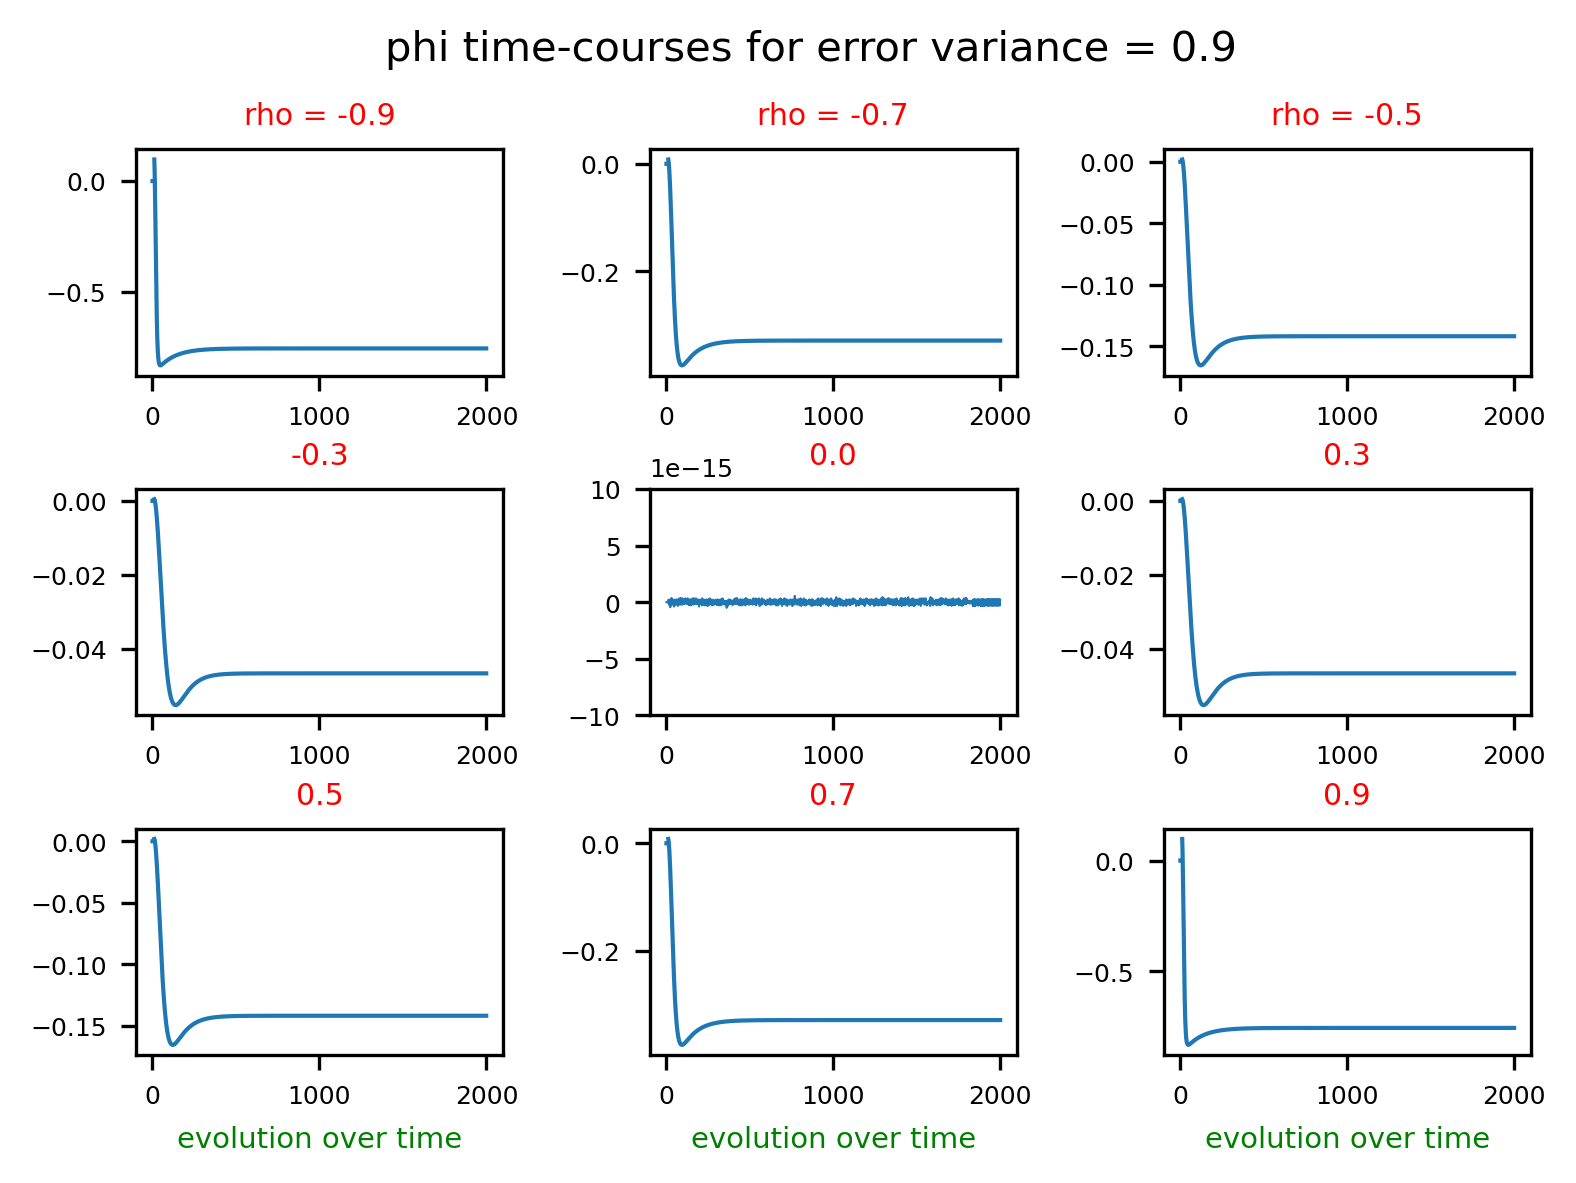 phi time-courses for error variance = 0.9
rho = -0.9
rho = -0.7
rho = -0.5
0.0
−0.5
0 1000 2000
0.0
−0.2
0 1000 2000
0.00
−0.05
−0.10
−0.15
0 1000 2000
-0.3
0.0
0.3
0.00
−0.02
−0.04
0 1000 2000
1e−15
10
5
0
−5
−10
0 1000 2000
0.00
−0.02
−0.04
0 1000 2000
0.5
0.7
0.9
0.00
−0.05
−0.10
−0.15
0 1000 2000
evolution over time
0.0
−0.2
0 1000 2000
evolution over time
0.0
−0.5
0 1000 2000
evolution over time